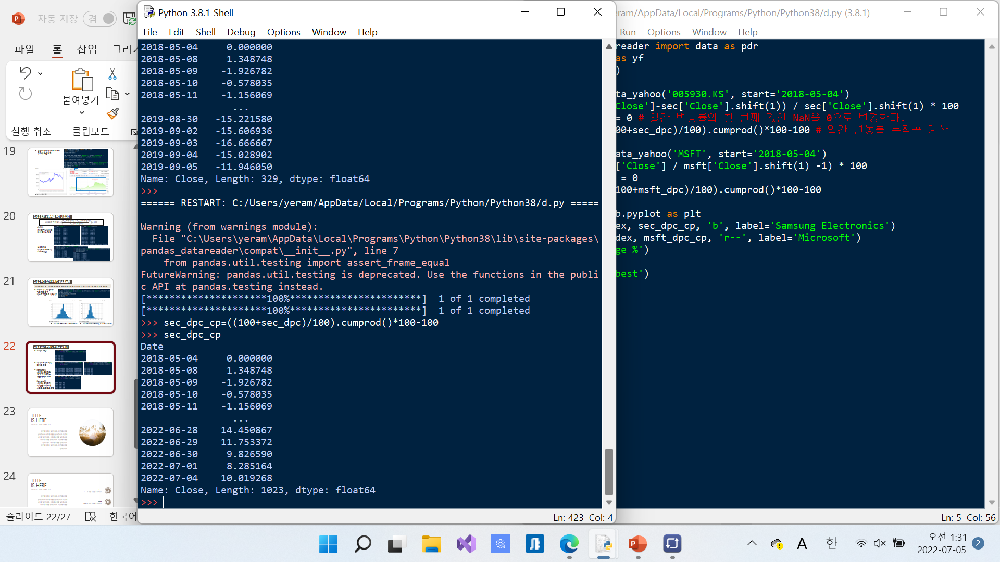 자동 저장
켬
파일
홈
삽입
그리기
붙여넣기
실행 취소
클립보드
19
20
21
22
23
TITLE
IS HERE
24
TITLE
IS HERE
슬라이드 22/27
한국어
Python 3.8.1 Shell
File Edit Shell Debug Options Window Help
2018-05-04     0.000000
2018-05-08     1.348748
2018-05-09    -1.926782
2018-05-10    -0.578035
2018-05-11    -1.156069
...
2019-08-30   -15.221580
2019-09-02   -15.606936
2019-09-03   -16.666667
2019-09-04   -15.028902
2019-09-05   -11.946050
Name: Close, Length: 329, dtype: float64
>>>
====== RESTART: C:/Users/yeram/AppData/Local/Programs/Python/Python38/d.py =====
Warning (from warnings module):
File "C:\Users\yeram\AppData\Local\Programs\Python\Python38\lib\site-packages\
pandas_datareader\compat\__init__.py", line 7
from pandas.util.testing import assert_frame_equal
FutureWarning: pandas.util.testing is deprecated. Use the functions in the publi
c API at pandas.testing instead.
[*********************100%***********************]  1 of 1 completed
[*********************100%***********************]  1 of 1 completed
>>> sec_dpc_cp=((100+sec_dpc)/100).cumprod()*100-100
>>> sec_dpc_cp
Date
2018-05-04     0.000000
2018-05-08     1.348748
2018-05-09    -1.926782
2018-05-10    -0.578035
2018-05-11    -1.156069
...
2022-06-28    14.450867
2022-06-29    11.753372
2022-06-30     9.826590
2022-07-01     8.285164
2022-07-04    10.019268
Name: Close, Length: 1023, dtype: float64
>>>
Ln: 423 Col: 4
eram/AppData/Local/Programs/Python/Python38/d.py (3.8.1)
Run Options Window Help
reader import data as pdr
as yf
)
ta_yahoo('005930.KS', start='2018-05-04')
Close']-sec['Close'].shift(1)) / sec['Close'].shift(1) * 100
= 0 # 일간 변동률의 첫 번째 값인 NaN을 0으로 변경한다.
00+sec_dpc)/100).cumprod()*100-100 # 일간 변동률 누적곱 계산
ata_yahoo('MSFT', start='2018-05-04')
['Close'] / msft['Close'].shift(1) -1) * 100
= 0
100+msft_dpc)/100).cumprod()*100-100
b.pyplot as plt
ex, sec_dpc_cp, 'b', label='Samsung Electronics')
dex, msft_dpc_cp, 'r--', label='Microsoft')
ge %')
best')
Ln: 5 Col: 56
A
한
오전 1:31
2022-07-05
2